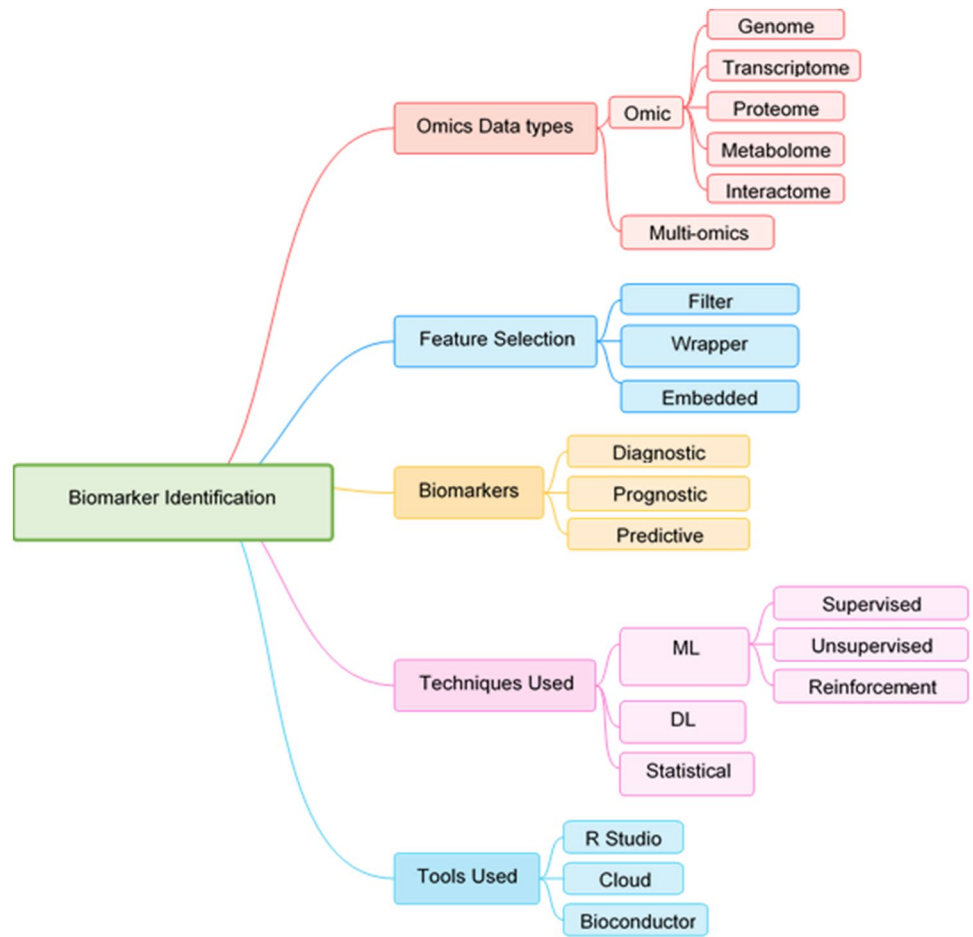 Genome
Transcriptome
Omic
Proteome
Omics Data types
Metabolome
Interactome
Multi-omics
Filter
Feature Selection
Wrapper
Embedded
Diagnostic
Biomarkers
Prognostic
Biomarker Identification
Predictive
Supervised
ML
Unsupervised
Techniques Used
Reinforcement
DL
Statistical
R Studio
Tools Used
Cloud
Bioconductor